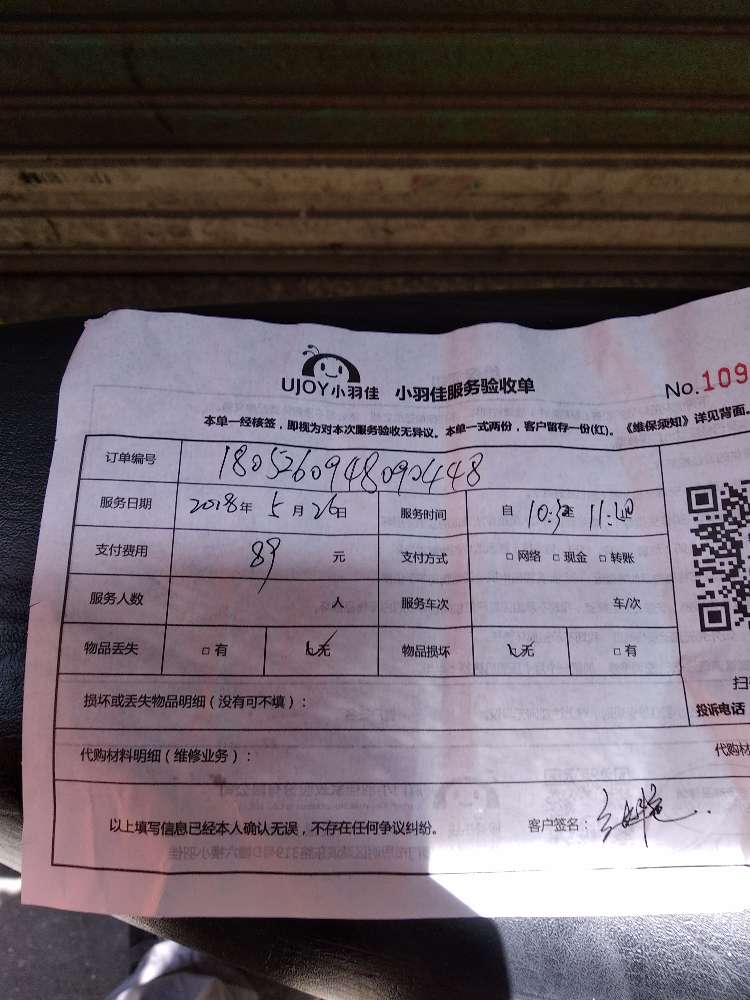 UJOY小羽佳 小羽佳服务验收单
No.109
本单一经核签，即视为对本次服务验收无异议。本单一式两份，客户留存一份(红)。《维保须知》详见背面。
订单编号 1805260948090448
服务日期 2018年 5月 26日 服务时间 自 10: 至 11:
支付费用 89 元 支付方式 □网络 □现金 □转账
服务人数 人 服务车次 车/次
物品丢失 □有 ☑无 物品损坏 ☑无 □有
扫
损坏或丢失物品明细（没有可不填）：
投诉电话
代购材料明细（维修业务）：
代购材
以上填写信息已经本人确认无误，不存在任何争议纠纷。 客户签名：